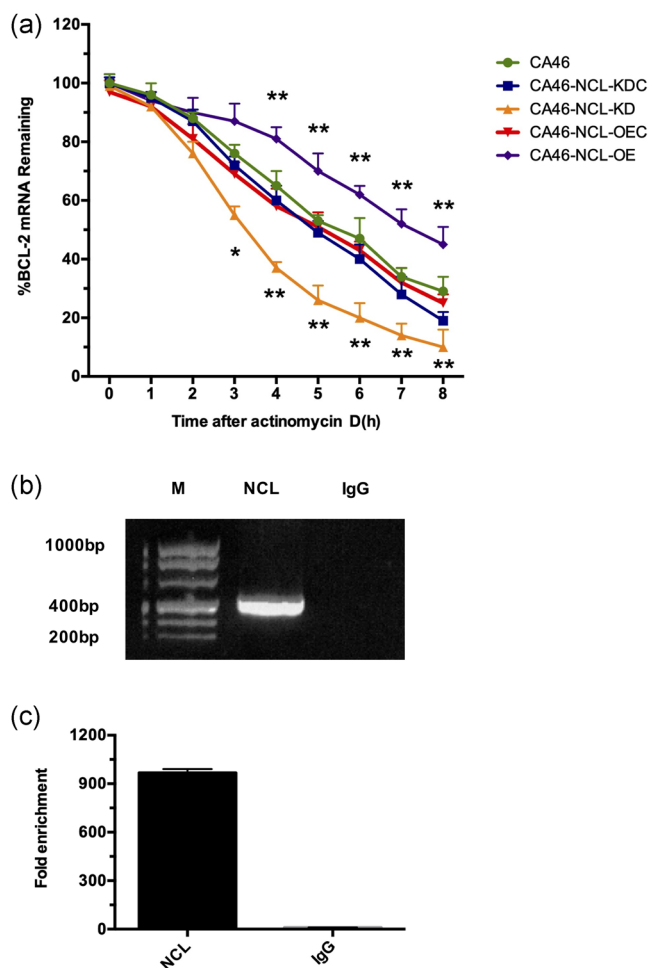 (a)
120
100
80
60
40
20
0
%BCL-2 mRNA Remaining
** ** ** ** **
* ** ** ** ** **
0 1 2 3 4 5 6 7 8
Time after actinomycin D(h)
CA46
CA46-NCL-KDC
CA46-NCL-KD
CA46-NCL-OEC
CA46-NCL-OE
(b)
M NCL IgG
1000bp
400bp
200bp
(c)
1200
900
600
300
0
Fold enrichment
NCL IgG